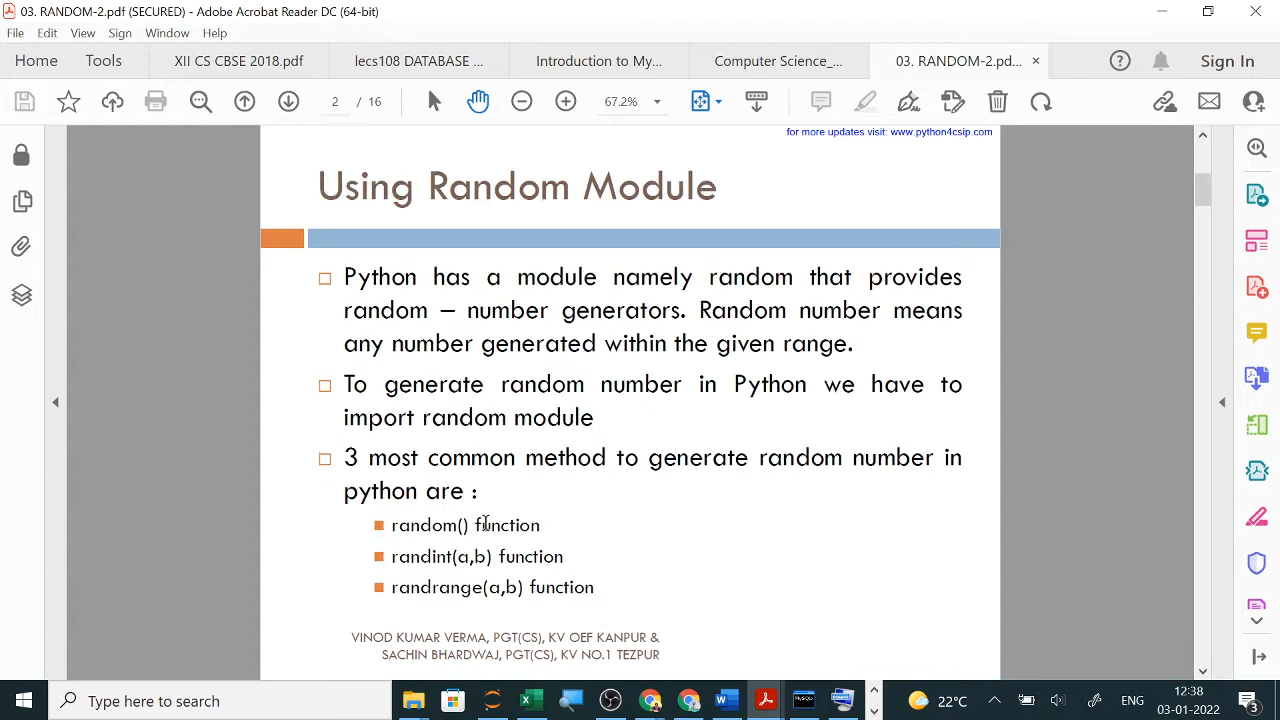 03. RANDOM-2.pdf (SECURED) - Adobe Acrobat Reader DC (64-bit)
File Edit View Sign Window Help
Home Tools XII CS CBSE 2018.pdf lecs108 DATABASE ... Introduction to My... Computer Science_... 03. RANDOM-2.pd... × Sign In
2 / 16 67.2%
for more updates visit: www.python4csip.com
Using Random Module
Python has a module namely random that provides
random – number generators. Random number means
any number generated within the given range.
To generate random number in Python we have to
import random module
3 most common method to generate random number in
python are :
random() function
randint(a,b) function
randrange(a,b) function
VINOD KUMAR VERMA, PGT(CS), KV OEF KANPUR &
SACHIN BHARDWAJ, PGT(CS), KV NO.1 TEZPUR
Type here to search 22°C ENG 12:38
03-01-2022 3